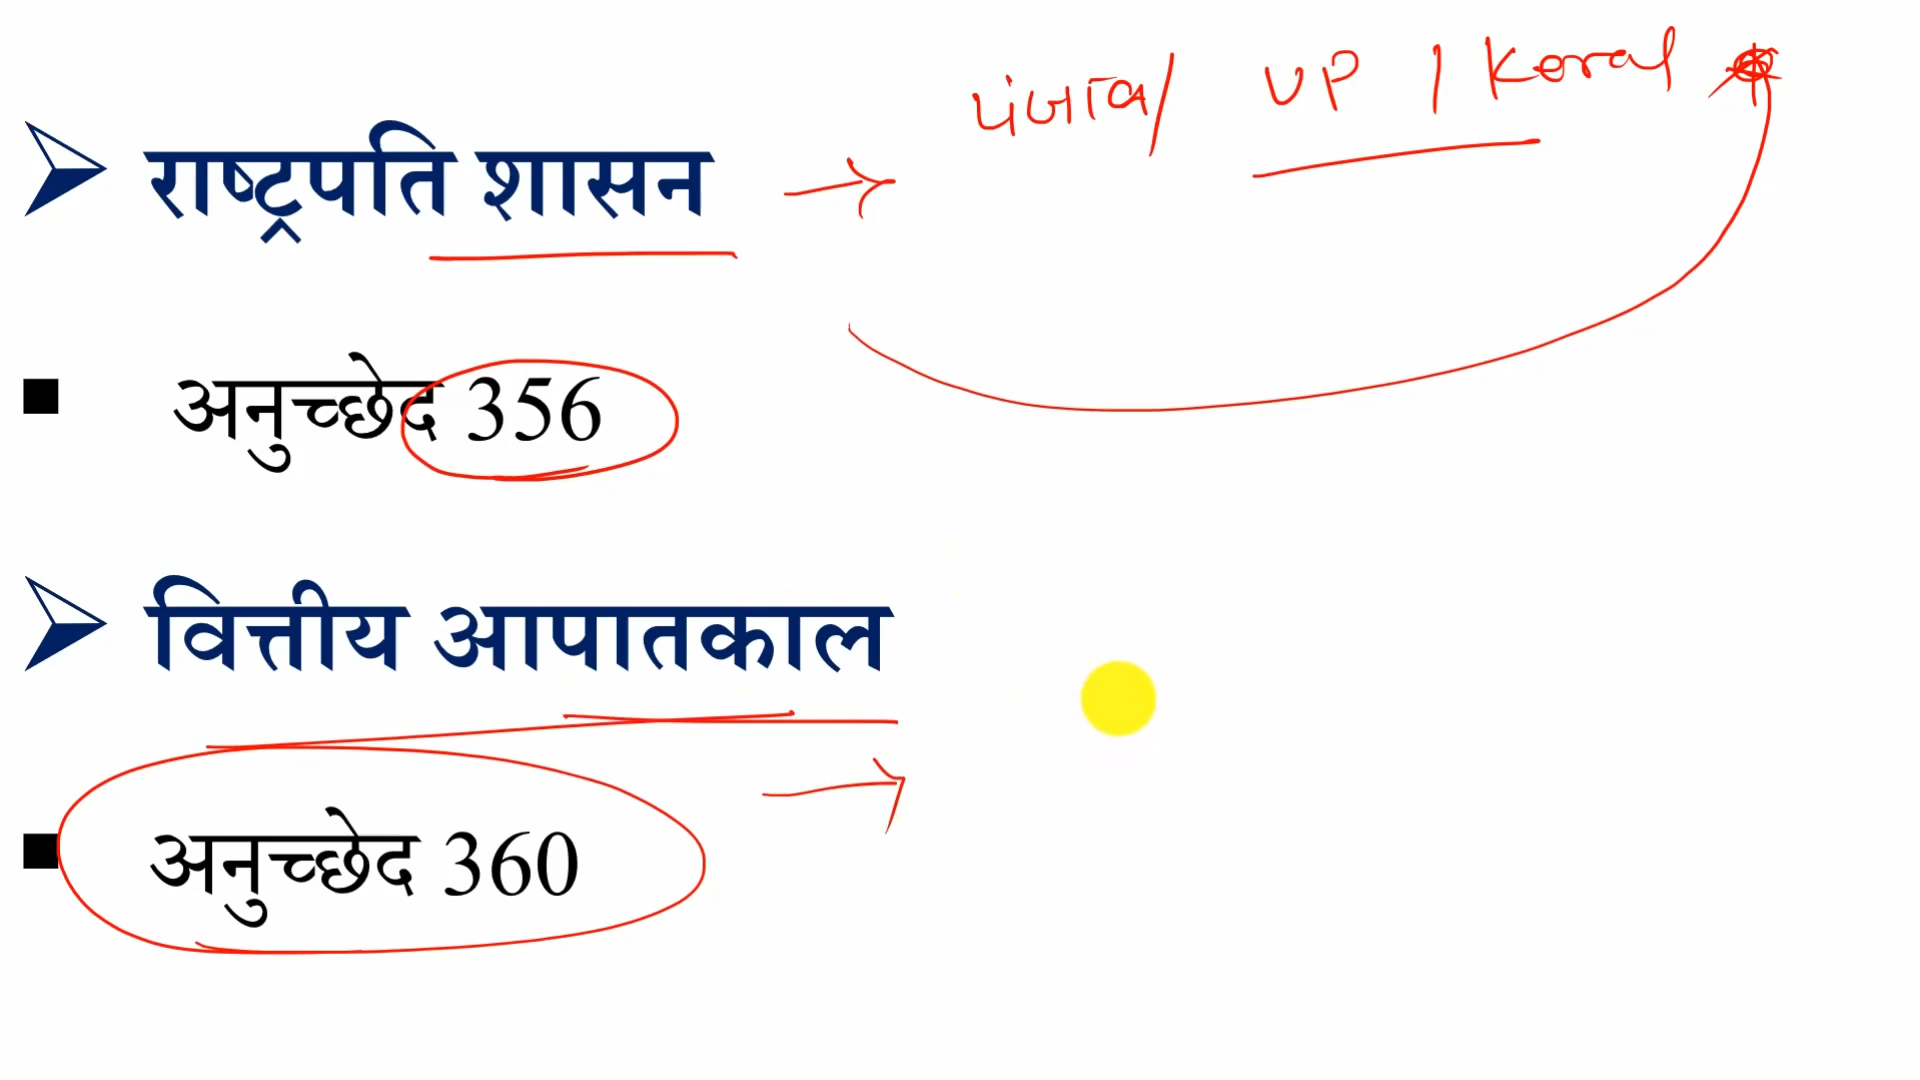 पंजाब/ UP / Keral
राष्ट्रपति शासन
अनुच्छेद 356
वित्तीय आपातकाल
अनुच्छेद 360